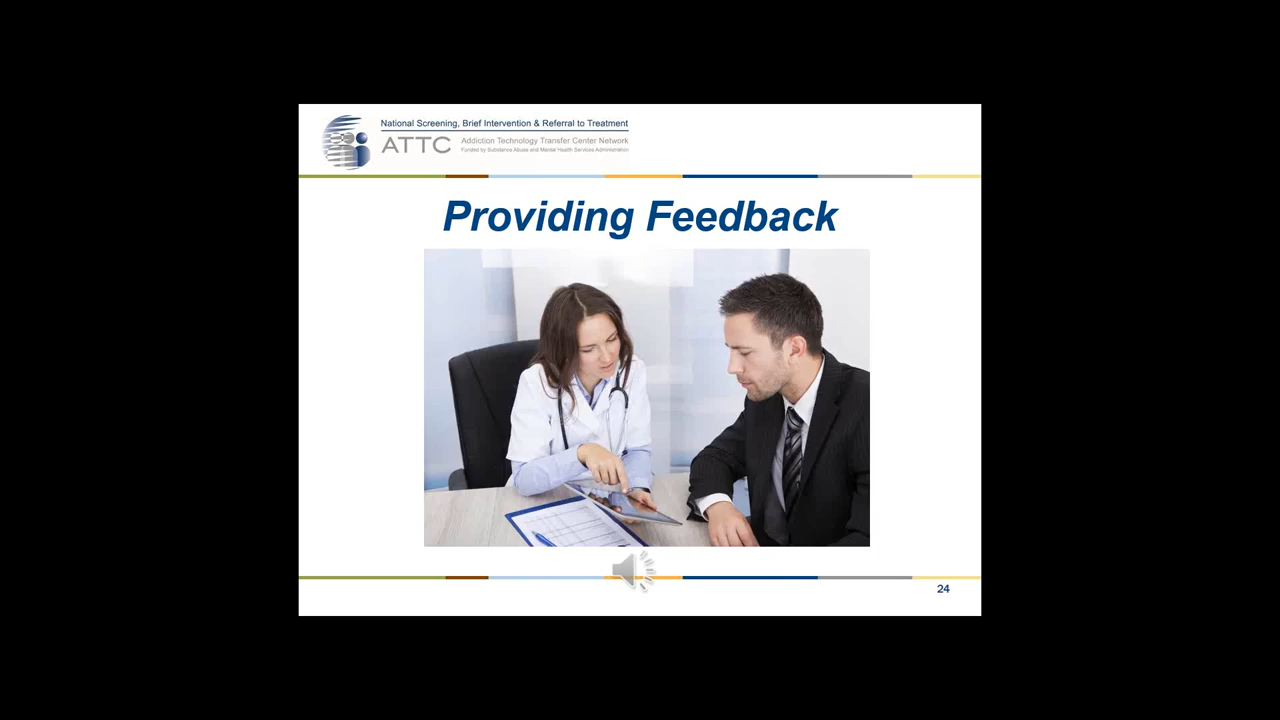 National Screening, Brief Intervention & Referral to Treatment
ATTC
Addiction Technology Transfer Center Network
Funded by Substance Abuse and Mental Health Services Administration
Providing Feedback
24